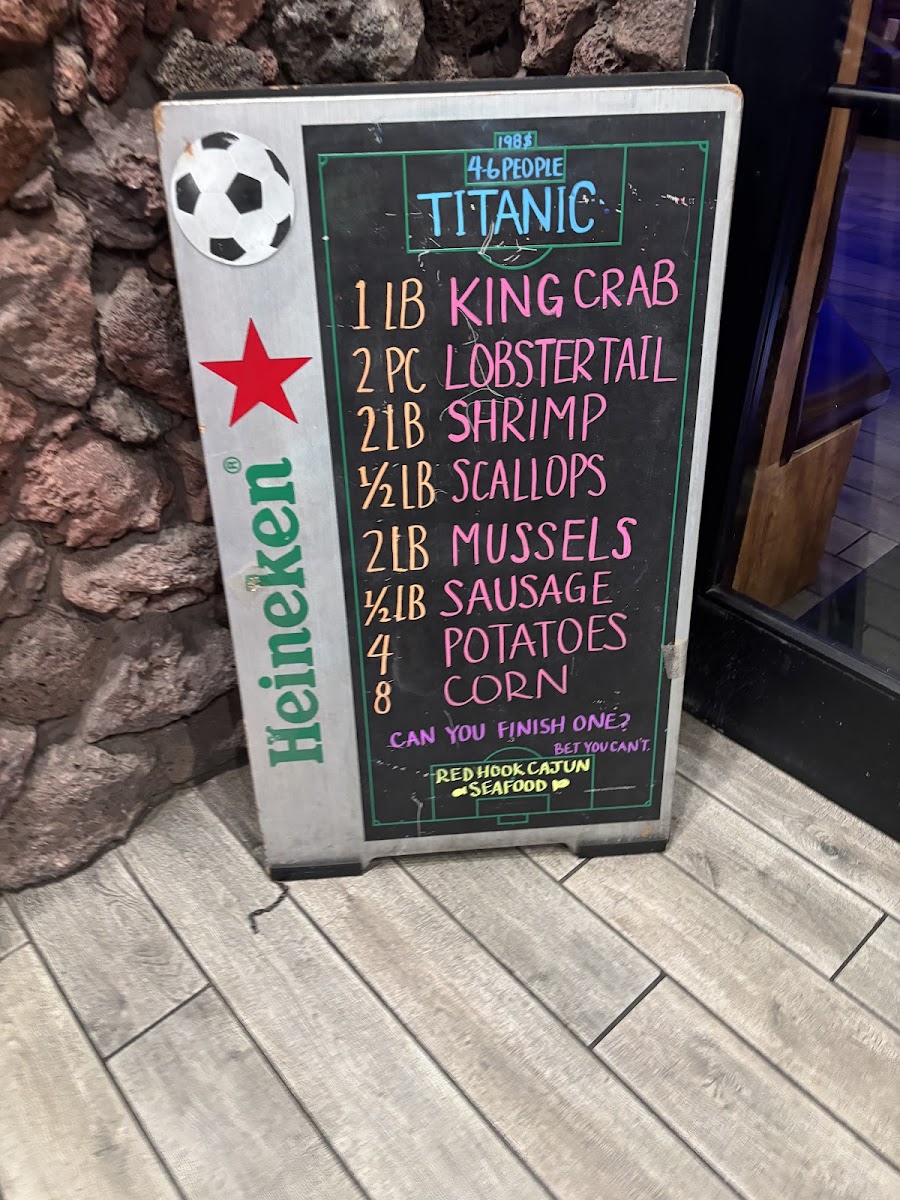 198$
4-6 PEOPLE
TITANIC
1 LB KING CRAB
2 PC LOBSTER TAIL
2 LB SHRIMP
½ LB SCALLOPS
2 LB MUSSELS
½ LB SAUSAGE
4 POTATOES
8 CORN
CAN YOU FINISH ONE?
BET YOU CAN'T.
RED HOOK CAJUN
SEAFOOD
Heineken®